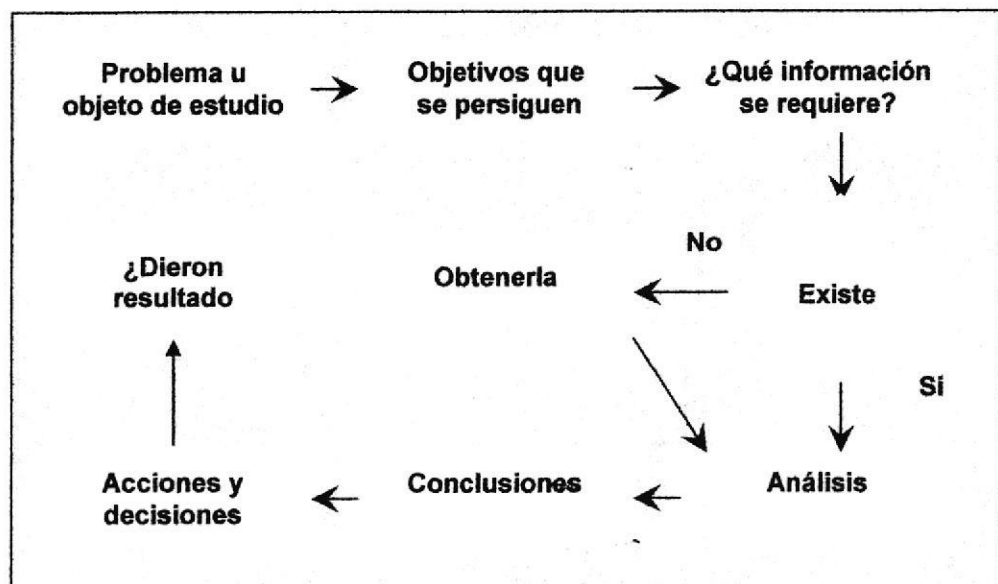 Problema u
objeto de estudio
Objetivos que
se persiguen
¿Qué información
se requiere?
No
¿Dieron
resultado
Obtenerla
Existe
Sí
Acciones y
decisiones
Conclusiones
Análisis